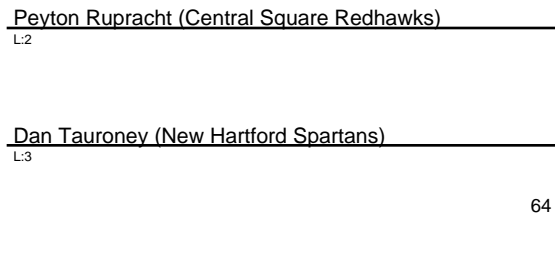 Peyton Rupracht (Central Square Redhawks)
L:2
Dan Tauroney (New Hartford Spartans)
L:3
64